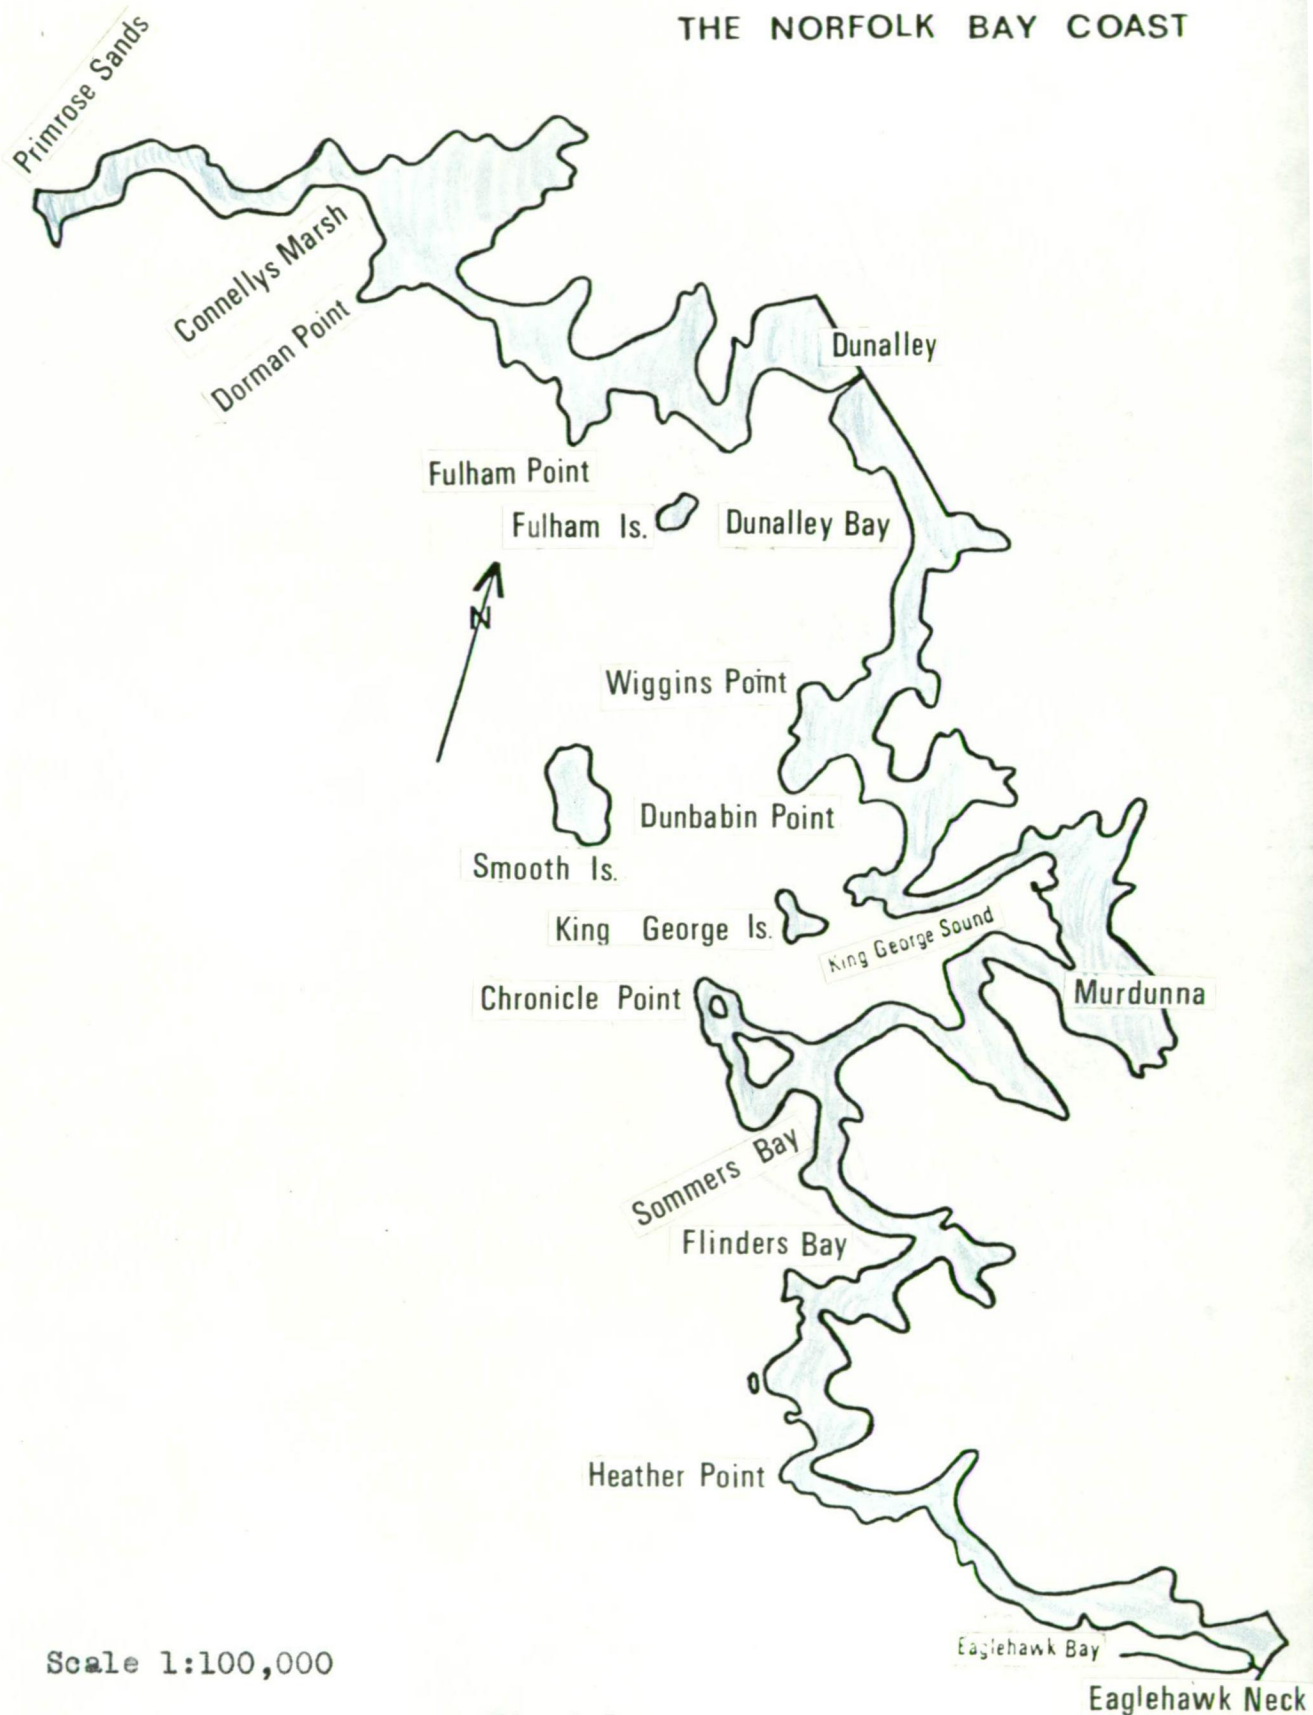 THE NORFOLK BAY COAST
Primrose Sands
Connellys Marsh
Dorman Point
Dunalley
Fulham Point
Fulham Is.
Dunalley Bay
N
Wiggins Point
Dunbabin Point
Smooth Is.
King George Is.
King George Sound
Chronicle Point
Murdunna
Sommers Bay
Flinders Bay
Heather Point
Eaglehawk Bay
Scale 1:100,000
Eaglehawk Neck